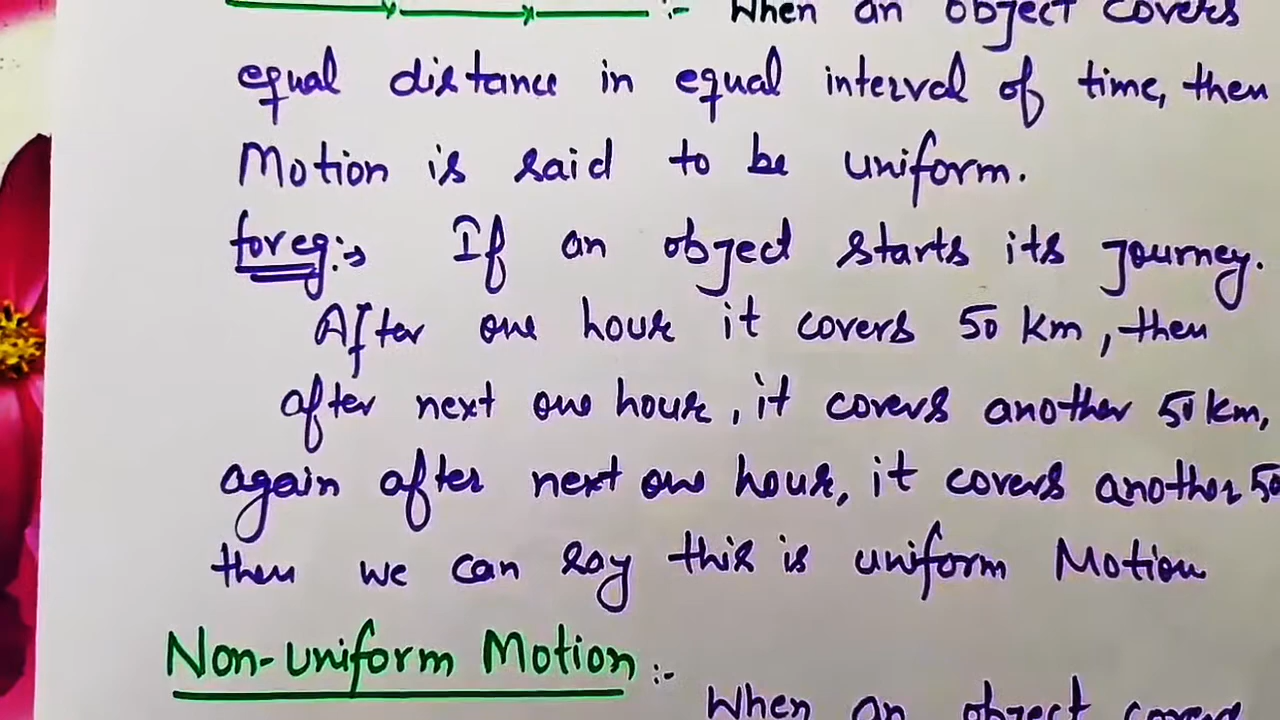 :- When an object covers
equal distance in equal interval of time, then
Motion is said to be uniform.
for eg:→ If an object starts its journey.
After one hour it covers 50 km, then
after next one hour, it covers another 50 km,
again after next one hour, it covers another 50
then we can say this is uniform Motion
Non-uniform Motion :-
When an object covers